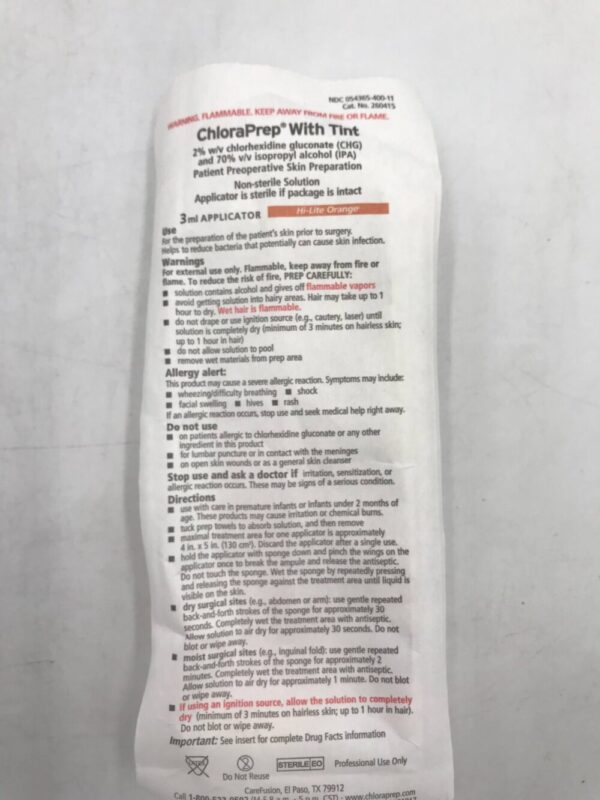 NDC 054365-400-11
Cat. No. 260415
WARNING. FLAMMABLE. KEEP AWAY FROM FIRE OR FLAME.
ChloraPrep® With Tint
2% w/v chlorhexidine gluconate (CHG)
and 70% v/v isopropyl alcohol (IPA)
Patient Preoperative Skin Preparation
Non-sterile Solution
Applicator is sterile if package is intact
3 ml APPLICATOR
Hi-Lite Orange
Use
For the preparation of the patient's skin prior to surgery.
Helps to reduce bacteria that potentially can cause skin infection.
Warnings
For external use only. Flammable, keep away from fire or
flame. To reduce the risk of fire, PREP CAREFULLY:
■ solution contains alcohol and gives off flammable vapors
■ avoid getting solution into hairy areas. Hair may take up to 1
hour to dry. Wet hair is flammable.
■ do not drape or use ignition source (e.g., cautery, laser) until
solution is completely dry (minimum of 3 minutes on hairless skin;
up to 1 hour in hair)
■ do not allow solution to pool
■ remove wet materials from prep area
Allergy alert:
This product may cause a severe allergic reaction. Symptoms may include:
■ wheezing/difficulty breathing ■ shock
■ facial swelling ■ hives ■ rash
If an allergic reaction occurs, stop use and seek medical help right away.
Do not use
■ on patients allergic to chlorhexidine gluconate or any other
ingredient in this product
■ for lumbar puncture or in contact with the meninges
■ on open skin wounds or as a general skin cleanser
Stop use and ask a doctor if irritation, sensitization, or
allergic reaction occurs. These may be signs of a serious condition.
Directions
■ use with care in premature infants or infants under 2 months of
age. These products may cause irritation or chemical burns.
■ tuck prep towels to absorb solution, and then remove
■ maximal treatment area for one applicator is approximately
4 in. x 5 in. (130 cm²). Discard the applicator after a single use.
■ hold the applicator with sponge down and pinch the wings on the
applicator once to break the ampule and release the antiseptic.
Do not touch the sponge. Wet the sponge by repeatedly pressing
and releasing the sponge against the treatment area until liquid is
visible on the skin.
■ dry surgical sites (e.g., abdomen or arm): use gentle repeated
back-and-forth strokes of the sponge for approximately 30
seconds. Completely wet the treatment area with antiseptic.
Allow solution to air dry for approximately 30 seconds. Do not
blot or wipe away.
■ moist surgical sites (e.g., inguinal fold): use gentle repeated
back-and-forth strokes of the sponge for approximately 2
minutes. Completely wet the treatment area with antiseptic.
Allow solution to air dry for approximately 1 minute. Do not blot
or wipe away.
■ If using an ignition source, allow the solution to completely
dry (minimum of 3 minutes on hairless skin; up to 1 hour in hair).
Do not blot or wipe away.
Important: See insert for complete Drug Facts information
STERILE EO Professional Use Only
Do Not Reuse
CareFusion, El Paso, TX 79912
www.chloraprep.com